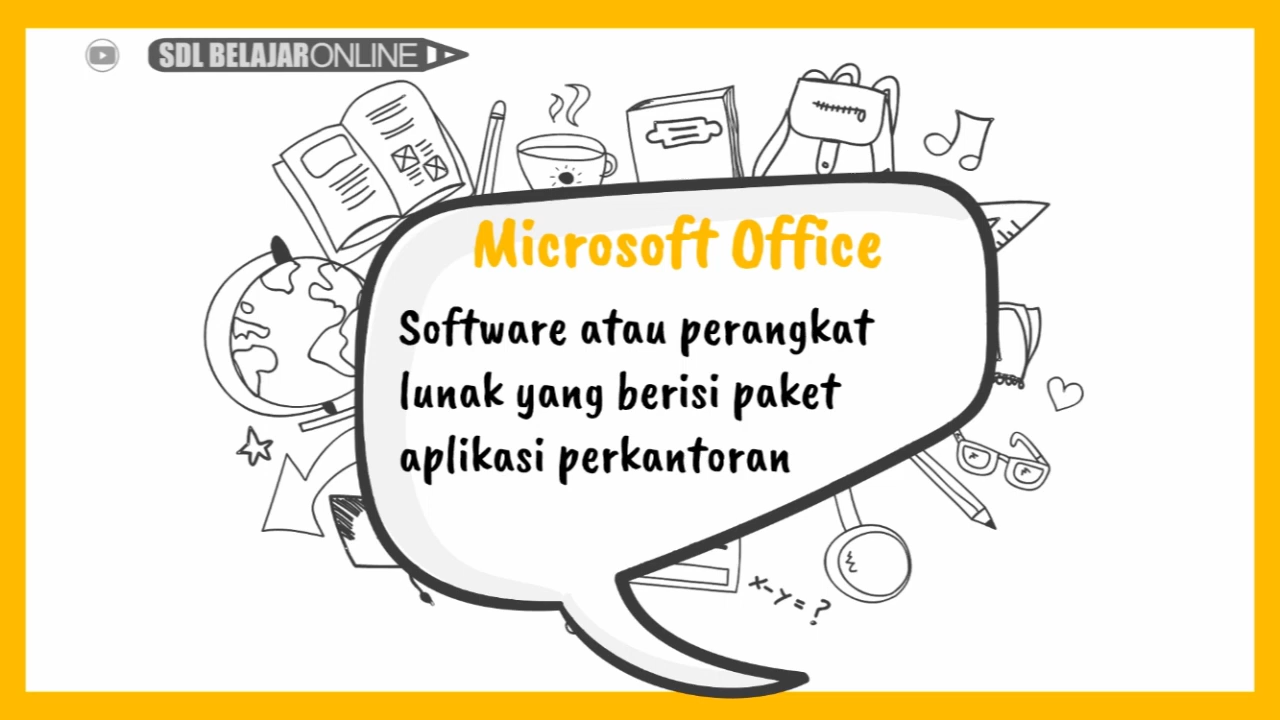 SDL BELAJARONLINE
Microsoft Office
Software atau perangkat
lunak yang berisi paket
aplikasi perkantoran
x-y=?